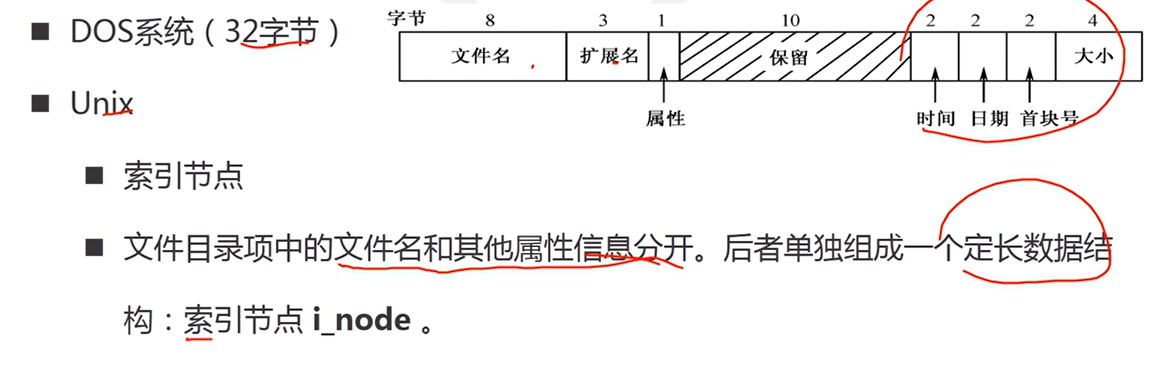 ■ DOS系统（32字节）
字节 8 3 1 10 2 2 2 4
文件名 扩展名 保留 大小
属性 时间 日期 首块号
■ Unix
■ 索引节点
■ 文件目录项中的文件名和其他属性信息分开。后者单独组成一个定长数据结
构：索引节点 i_node 。